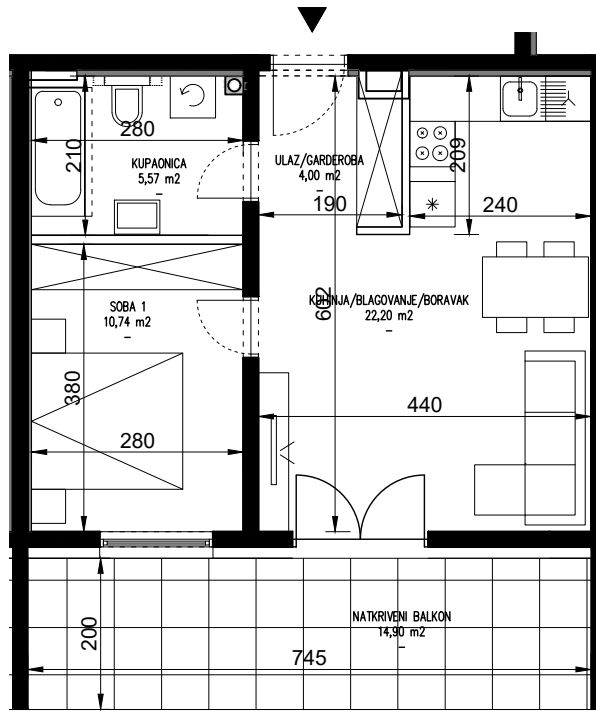 280
210
KUPAONICA
5,57 m2
ULAZ/GARDEROBA
4,00 m2
190
209
240
602
KUHINJA/BLAGOVANJE/BORAVAK
22,20 m2
SOBA 1
10,74 m2
380
280
440
NATKRIVENI BALKON
14,90 m2
200
745